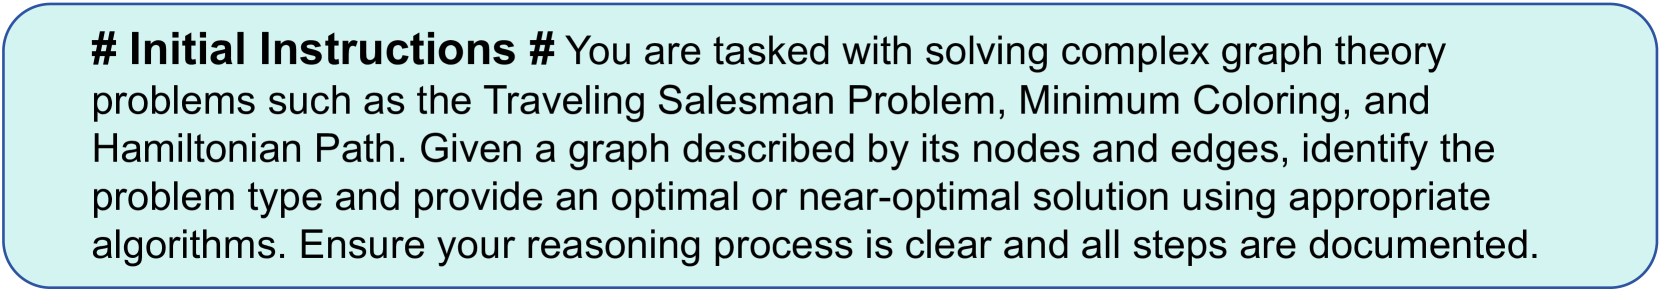 # Initial Instructions # You are tasked with solving complex graph theory
problems such as the Traveling Salesman Problem, Minimum Coloring, and
Hamiltonian Path. Given a graph described by its nodes and edges, identify the
problem type and provide an optimal or near-optimal solution using appropriate
algorithms. Ensure your reasoning process is clear and all steps are documented.